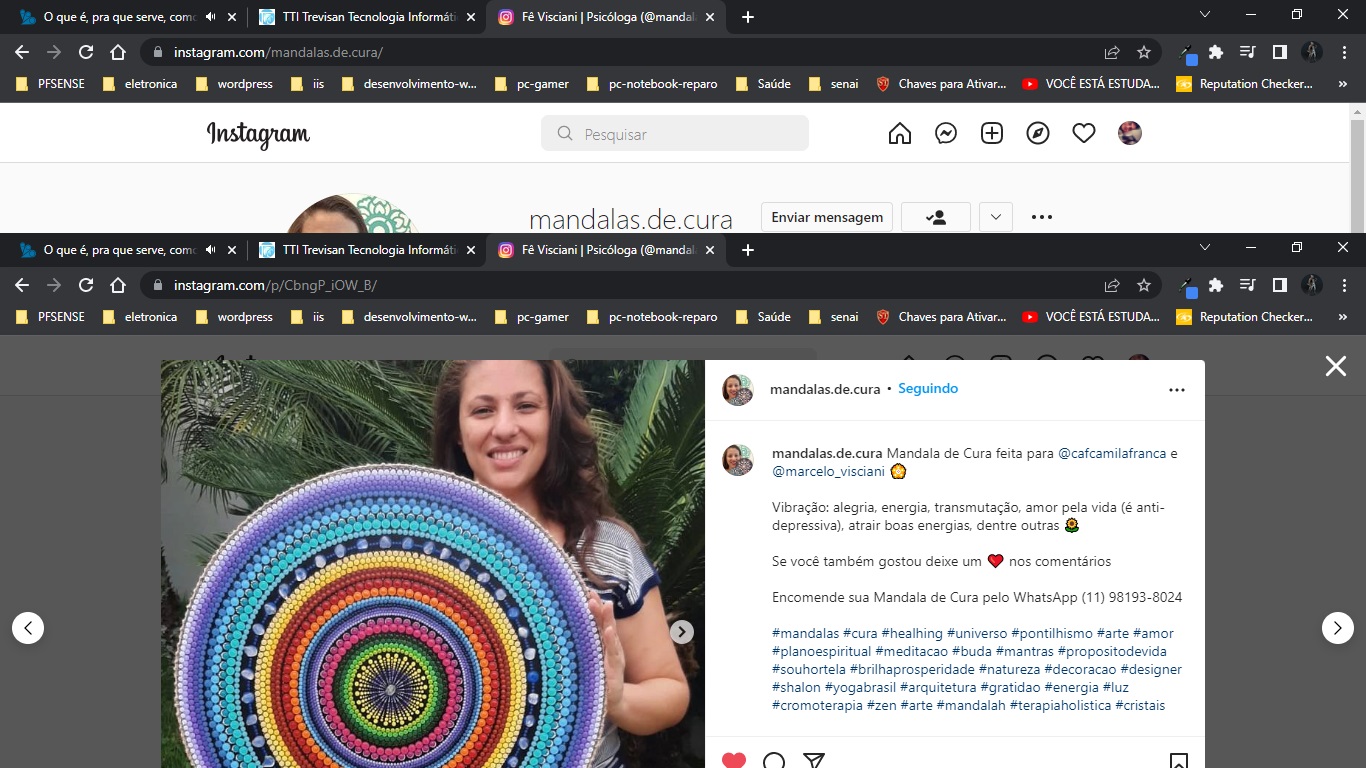 O que é, pra que serve, como
TTI Trevisan Tecnologia Informáti
Fê Visciani | Psicóloga (@mandal
instagram.com/mandalas.de.cura/
PFSENSE
eletronica
wordpress
iis
desenvolvimento-w...
pc-gamer
pc-notebook-reparo
Saúde
senai
Chaves para Ativar...
VOCÊ ESTÁ ESTUDA...
Reputation Checker...
»
Instagram
Pesquisar
mandalas.de.cura
Enviar mensagem
O que é, pra que serve, como
TTI Trevisan Tecnologia Informáti
Fê Visciani | Psicóloga (@mandal
instagram.com/p/CbngP_iOW_B/
PFSENSE
eletronica
wordpress
iis
desenvolvimento-w...
pc-gamer
pc-notebook-reparo
Saúde
senai
Chaves para Ativar...
VOCÊ ESTÁ ESTUDA...
Reputation Checker...
»
mandalas.de.cura • Seguindo
mandalas.de.cura Mandala de Cura feita para @cafcamilafranca e
@marcelo_visciani
Vibração: alegria, energia, transmutação, amor pela vida (é anti-
depressiva), atrair boas energias, dentre outras
Se você também gostou deixe um ❤ nos comentários
Encomende sua Mandala de Cura pelo WhatsApp (11) 98193-8024
#mandalas #cura #healhing #universo #pontilhismo #arte #amor
#planoespiritual #meditacao #buda #mantras #propositodevida
#souhortela #brilhaprosperidade #natureza #decoracao #designer
#shalon #yogabrasil #arquitetura #gratidao #energia #luz
#cromoterapia #zen #arte #mandalah #terapiaholistica #cristais